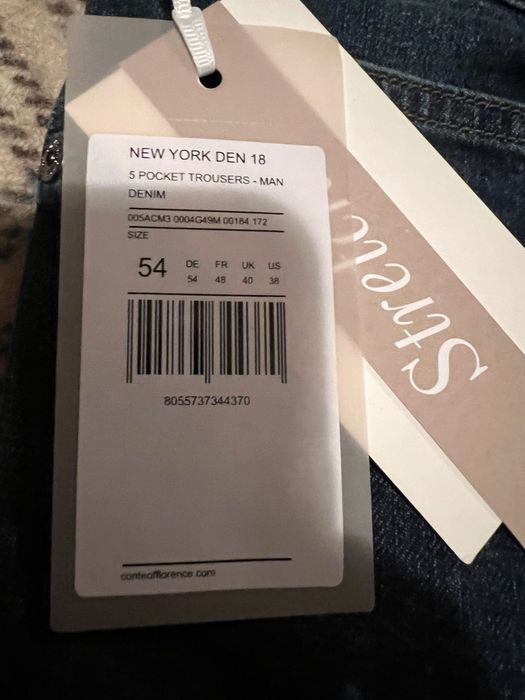 NEW YORK DEN 18
5 POCKET TROUSERS - MAN
DENIM
005ACM3 0004G49M 00184 172
SIZE
54 DE FR UK US
54 48 40 38
8055737344370
conteofflorence.com
Stretch